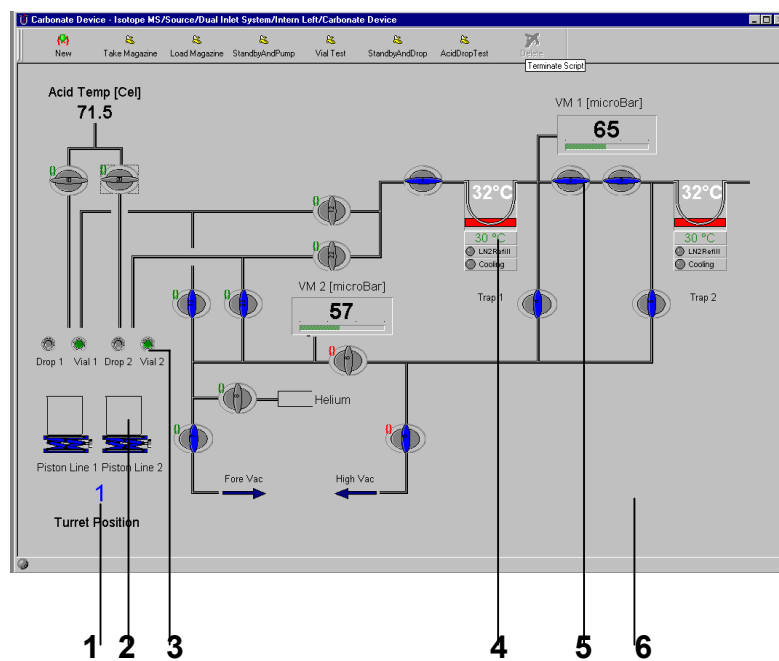 Carbonate Device - Isotope MS/Source/Dual Inlet System/Intern Left/Carbonate Device
New Take Magazine Load Magazine StandbyAndPump Vial Test StandbyAndDrop AcidDropTest Delete
Terminate Script
Acid Temp [Cel]
71.5
VM 1 [microBar]
65
32°C 32°C
30 °C 30 °C
LN2Refill LN2Refill
Cooling Cooling
Trap 1 Trap 2
VM 2 [microBar]
57
Drop 1 Vial 1 Drop 2 Vial 2
Helium
Piston Line 1 Piston Line 2
Fore Vac High Vac
1
Turret Position
1 2 3 4 5 6